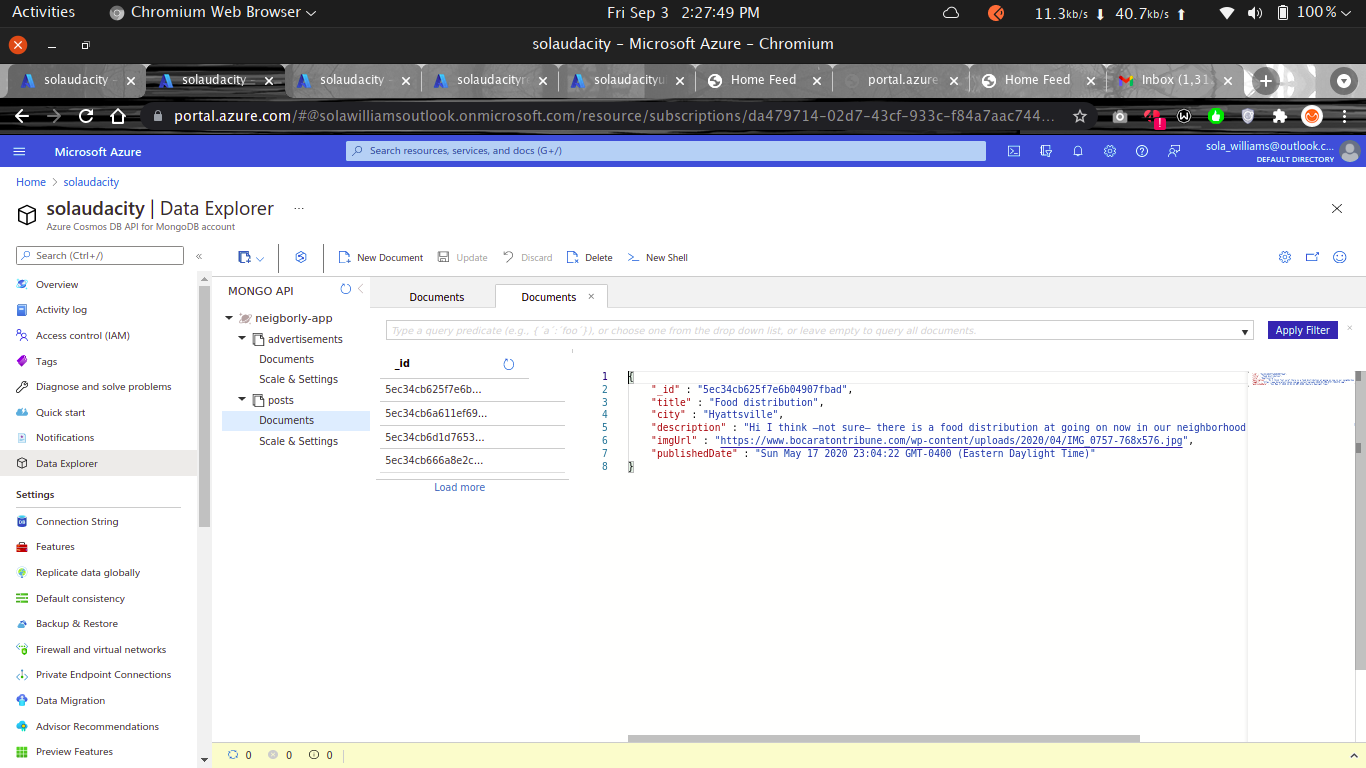 Activities Chromium Web Browser Fri Sep 3 2:27:49 PM 11.3kb/s 40.7kb/s 100%
solaudacity – Microsoft Azure – Chromium
solaudacity – solaudacity – solaudacity – solaudacityr solaudacityu Home Feed portal.azure Home Feed Inbox (1,31
portal.azure.com/#@solawilliamsoutlook.onmicrosoft.com/resource/subscriptions/da479714-02d7-43cf-933c-f84a7aac744...
Microsoft Azure Search resources, services, and docs (G+/) sola_williams@outlook.c...
DEFAULT DIRECTORY
Home > solaudacity
solaudacity | Data Explorer ...
Azure Cosmos DB API for MongoDB account
Search (Ctrl+/) «
New Document Update Discard Delete New Shell
Overview
Activity log
Access control (IAM)
Tags
Diagnose and solve problems
Quick start
Notifications
Data Explorer
Settings
Connection String
Features
Replicate data globally
Default consistency
Backup & Restore
Firewall and virtual networks
Private Endpoint Connections
Data Migration
Advisor Recommendations
Preview Features
MONGO API
neigborly-app
advertisements
Documents
Scale & Settings
posts
Documents
Scale & Settings
Documents Documents ×
Type a query predicate (e.g., {´a´:´foo´}), or choose one from the drop down list, or leave empty to query all documents. Apply Filter
_id
5ec34cb625f7e6b...
5ec34cb6a611ef69...
5ec34cb6d1d7653...
5ec34cb666a8e2c...
Load more
1 {
2 "_id" : "5ec34cb625f7e6b04907fbad",
3 "title" : "Food distribution",
4 "city" : "Hyattsville",
5 "description" : "Hi I think —not sure— there is a food distribution at going on now in our neighborhood
6 "imgUrl" : "https://www.bocaratontribune.com/wp-content/uploads/2020/04/IMG_0757-768x576.jpg",
7 "publishedDate" : "Sun May 17 2020 23:04:22 GMT-0400 (Eastern Daylight Time)"
8 }
0 0 0